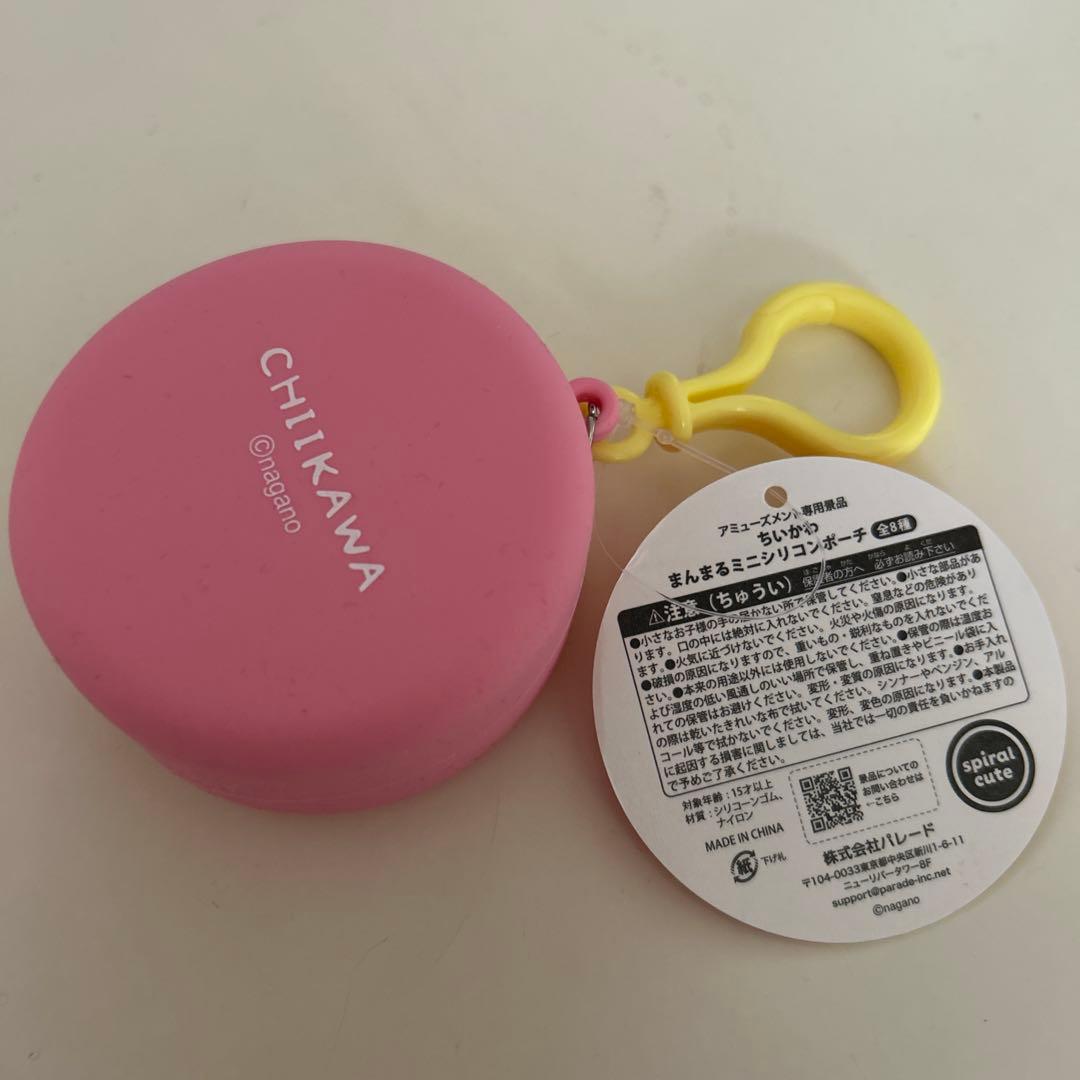 CHIIKAWA
©nagano
アミューズメント専用景品
ちいかわ
まんまるミニシリコンポーチ 全8種
⚠注意(ちゅうい) 保護者の方へ 必ずお読み下さい
●小さなお子様の手の届かない所で保管してください。●小さな部品があ
ります。口の中には絶対に入れないでください。窒息などの危険があり
ます。●火気に近づけないでください。火災や火傷の原因になります。
●破損の原因になりますので、重いもの・鋭利なものを入れないでくだ
さい。●本来の用途以外には使用しないでください。●保管の際は温度お
よび湿度の低い風通しのいい場所で保管し、重ね置きやビニール袋に入
れての保管はお避けください。変形・変質の原因になります。●お手入れ
の際は乾いたきれいな布で拭いてください。シンナーやベンジン、アル
コール等で拭かないでください。変形、変色の原因になります。●本製品
に起因する損害に関しましては、当社では一切の責任を負いかねますの
で予めご了承ください。
対象年齢:15才以上
材質:シリコーンゴム、
ナイロン
MADE IN CHINA
紙 下げ札
景品についての
お問い合わせは
←こちら
spiral
cute
株式会社パレード
〒104-0033東京都中央区新川1-6-11
ニューリバータワー8F
support@parade-inc.net
©nagano